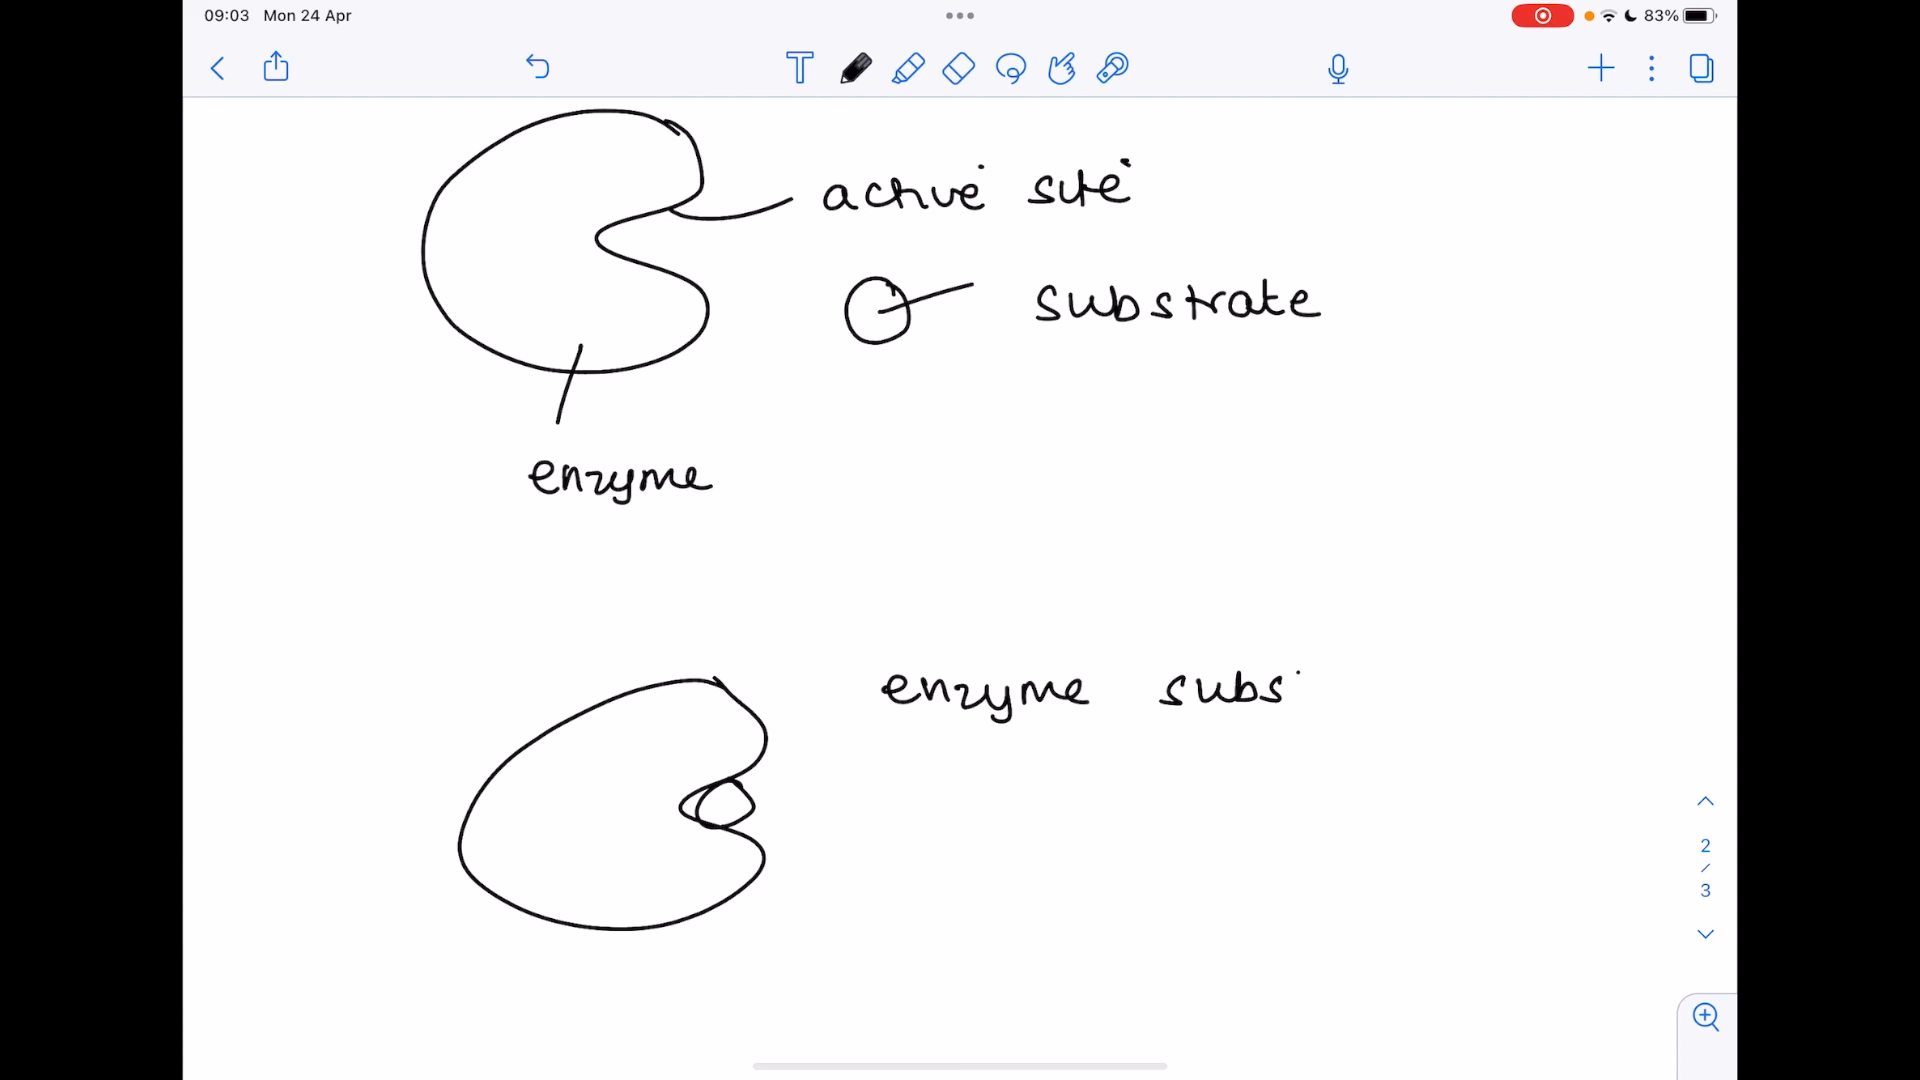 09:03 Mon 24 Apr
83%
active site
substrate
enzyme
enzyme subs
2
/
3